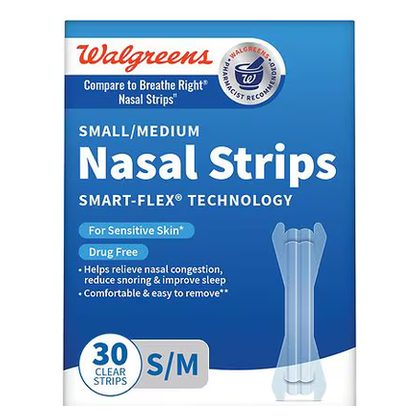 Walgreens
Compare to Breathe Right®
Nasal Strips††
WALGREENS
PHARMACIST RECOMMENDED
SMALL/MEDIUM
Nasal Strips
SMART-FLEX® TECHNOLOGY
For Sensitive Skin*
Drug Free
• Helps relieve nasal congestion,
reduce snoring & improve sleep
• Comfortable & easy to remove**
30
CLEAR
STRIPS
S/M